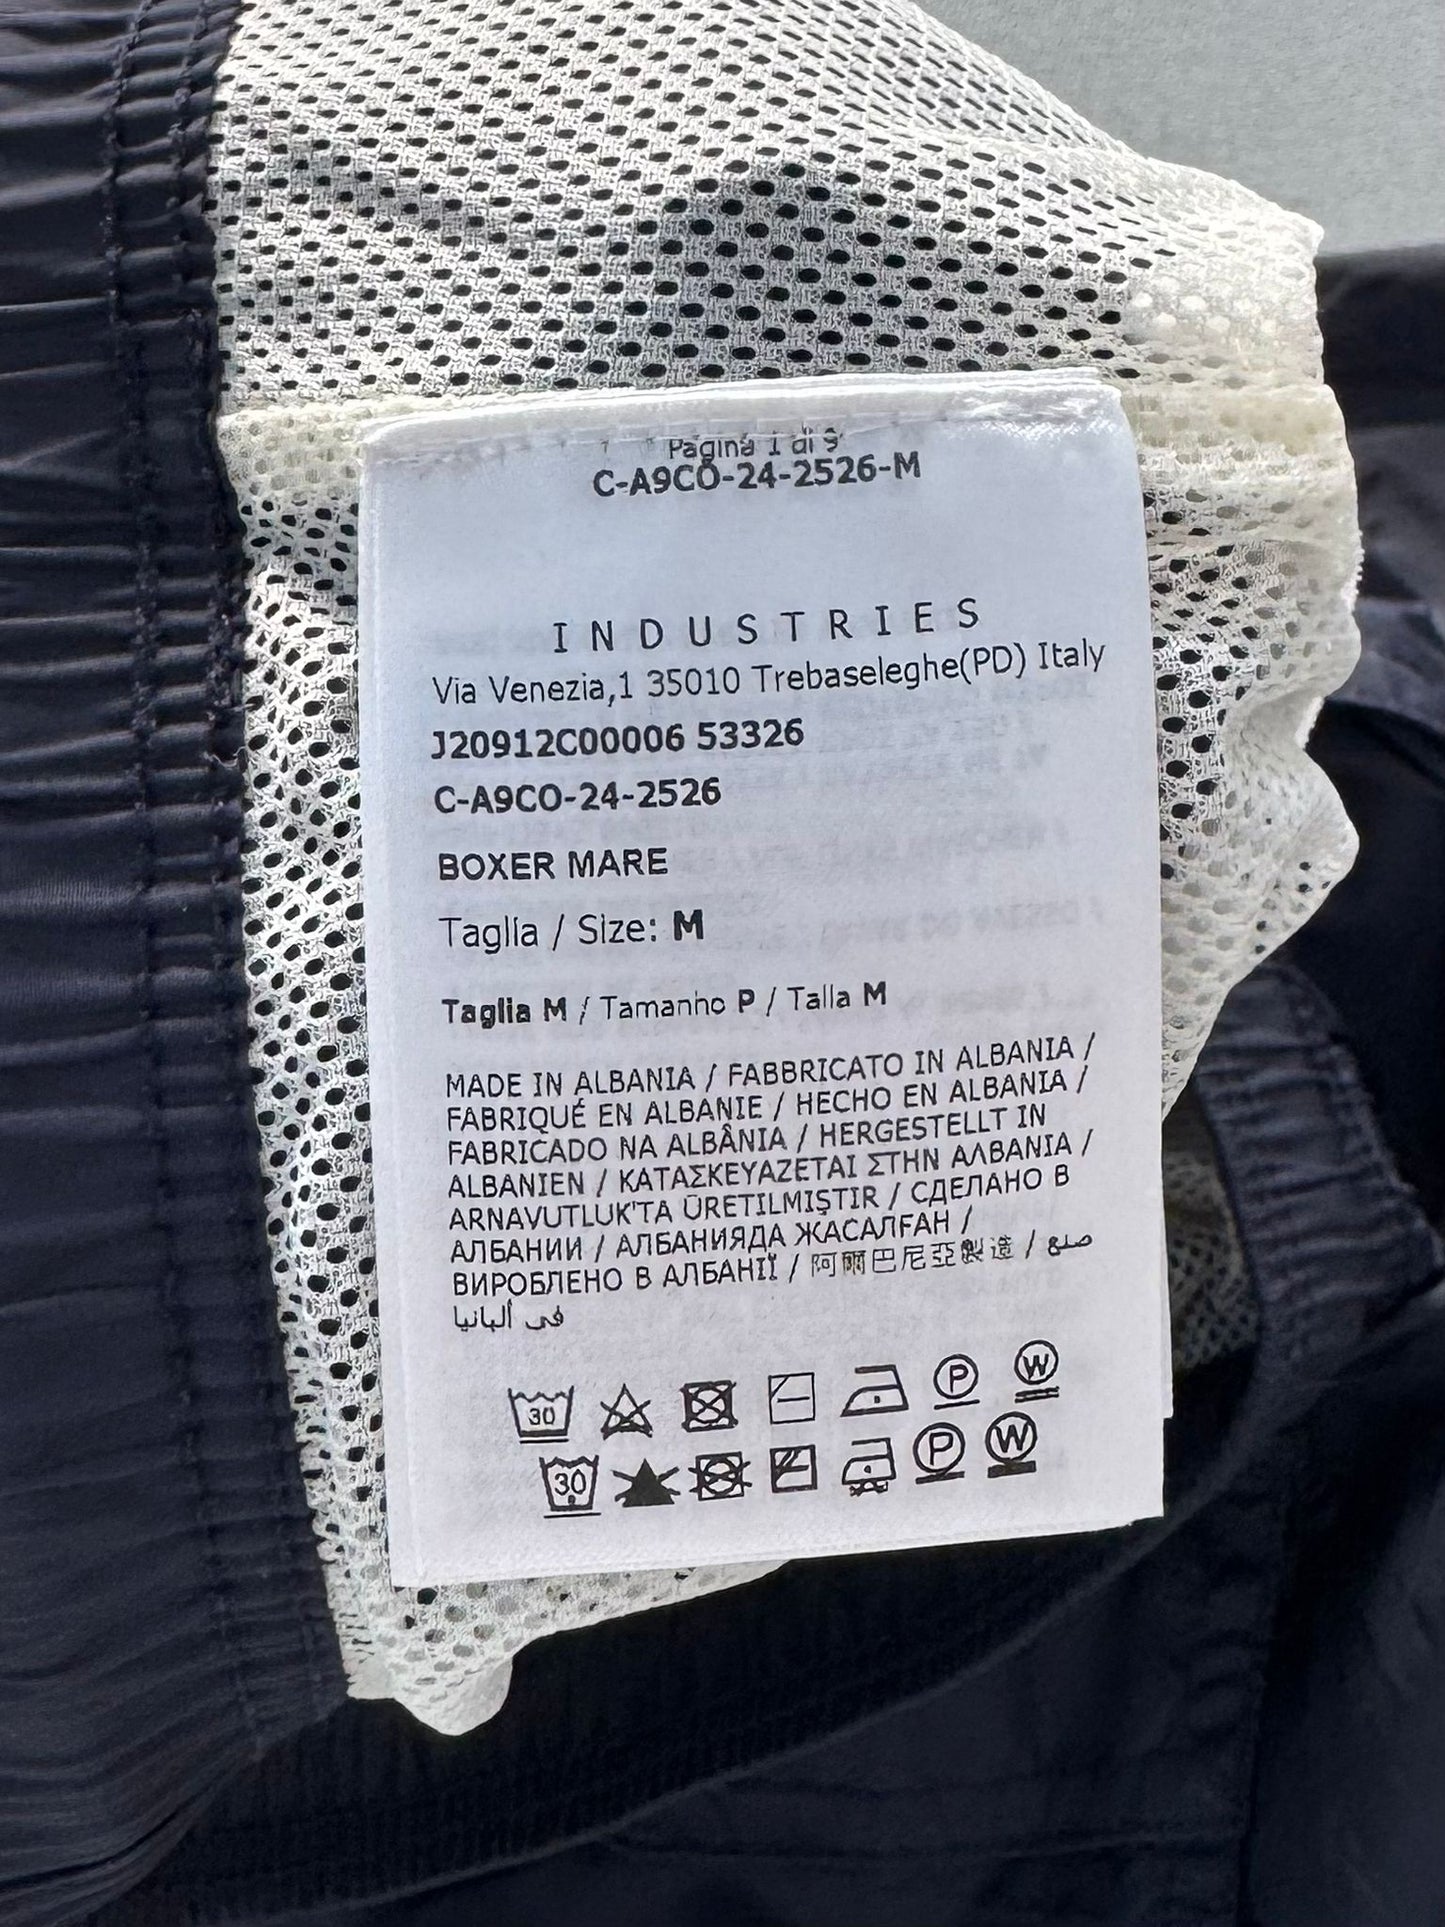 Pagina 1 di 9
C-A9CO-24-2526-M
INDUSTRIES
Via Venezia,1 35010 Trebaseleghe(PD) Italy
J20912C00006 53326
C-A9CO-24-2526
BOXER MARE
Taglia / Size: M
Taglia M / Tamanho P / Talla M
MADE IN ALBANIA / FABBRICATO IN ALBANIA /
FABRIQUÉ EN ALBANIE / HECHO EN ALBANIA /
FABRICADO NA ALBÂNIA / HERGESTELLT IN
ALBANIEN / ΚΑΤΑΣΚΕΥΑΖΕΤΑΙ ΣΤΗΝ ΑΛΒΑΝΙΑ /
ARNAVUTLUK'TA ÜRETILMIŞTIR / СДЕЛАНО В
АЛБАНИИ / АЛБАНИЯДА ЖАСАЛҒАН /
ВИРОБЛЕНО В АЛБАНІЇ / 阿爾巴尼亞製造 / صنع
في ألبانيا
30 P W
30 P W